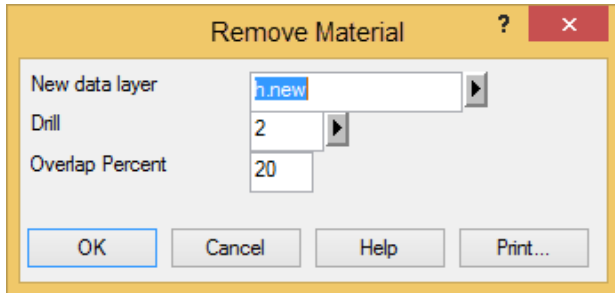 Remove Material ? ×
New data layer h.new
Drill 2
Overlap Percent 20
OK Cancel Help Print...